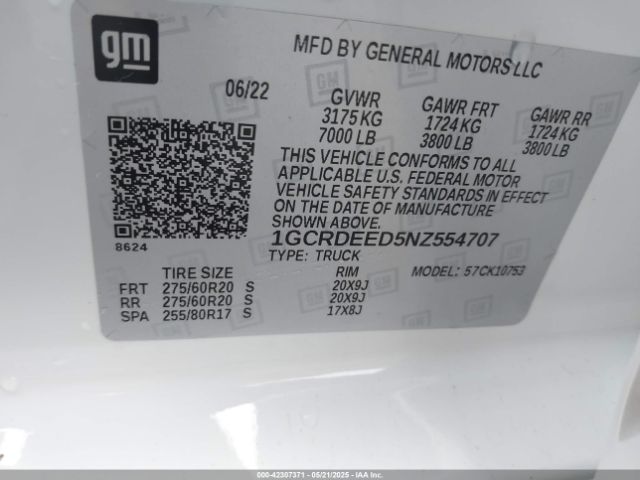 gm
MFD BY GENERAL MOTORS LLC
06/22 GVWR GAWR FRT GAWR RR
3175 KG 1724 KG 1724 KG
7000 LB 3800 LB 3800 LB
THIS VEHICLE CONFORMS TO ALL
APPLICABLE U.S. FEDERAL MOTOR
VEHICLE SAFETY STANDARDS IN EFFECT
ON THE DATE OF MANUFACTURE
SHOWN ABOVE.
8624
1GCRDEED5NZ554707
TYPE: TRUCK MODEL: 57CK10753
TIRE SIZE RIM
FRT 275/60R20 S 20X9J
RR 275/60R20 S 20X9J
SPA 255/80R17 S 17X8J
000-42307371 - 05/21/2025 - IAA, Inc.